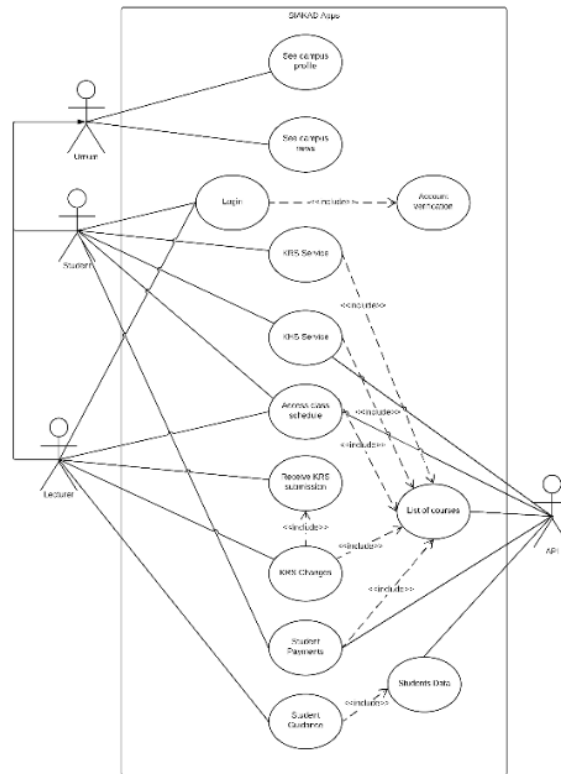 SIAKAD Apps
See campus
profile
See campus
news
Umum
Login
<<include>>
Account
verification
Student
KRS Service
<<include>>
KHS Service
Access class
schedule
<<include>>
<<include>>
Lecturer
Receive KRS
submission
List of courses
API
<<include>>
<<include>>
KRS Changes
<<include>>
Student
Payments
Students Data
<<include>>
Student
Guidance